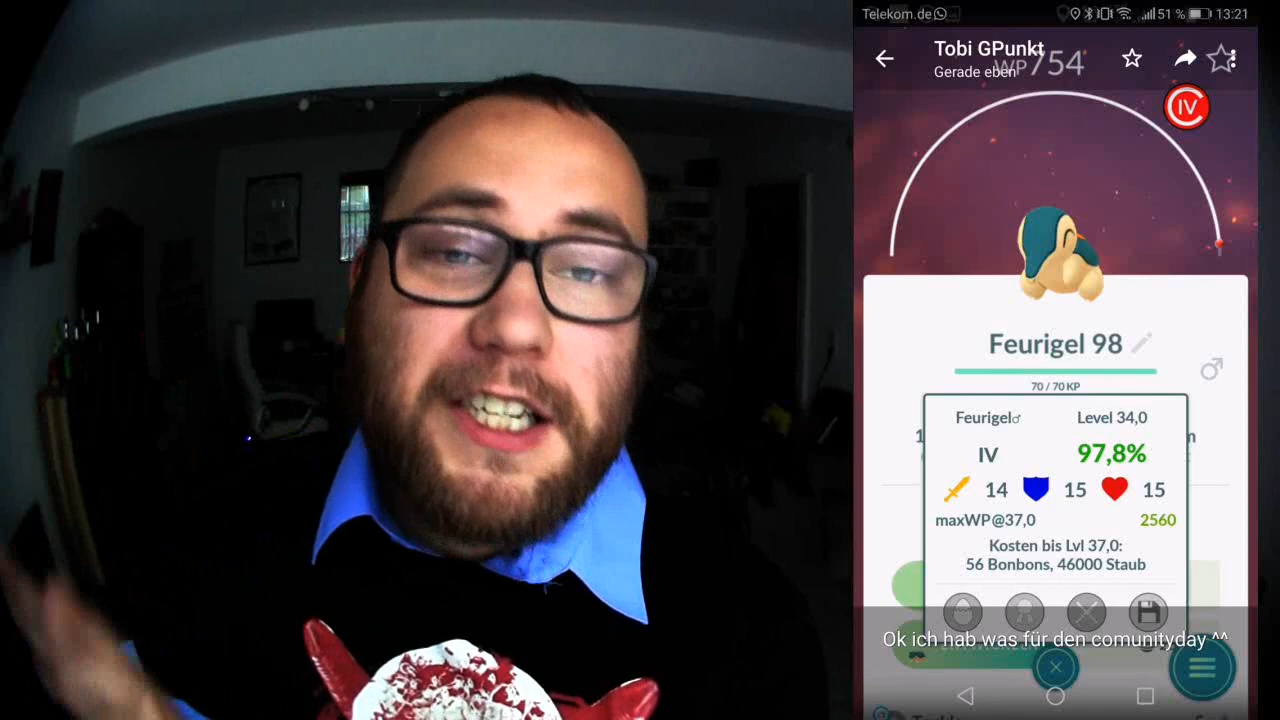 Telekom.de 51 % 13:21
Tobi GPunkt
WP754
Gerade eben
IV
Feurigel 98
70 / 70 KP
Feurigel♂ Level 34,0
IV 97,8%
14 15 15
maxWP@37,0 2560
Kosten bis Lvl 37,0:
56 Bonbons, 46000 Staub
Ok ich hab was für den comunityday ^^